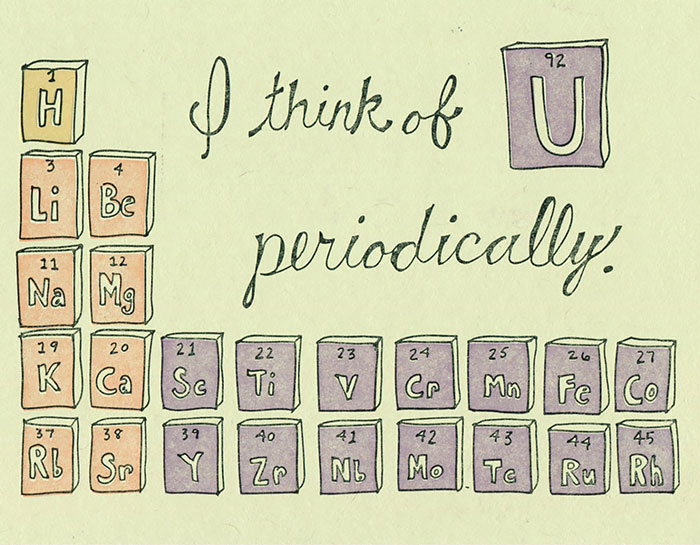 I think of 92 U
periodically.
1 H
3 Li 4 Be
11 Na 12 Mg
19 K 20 Ca 21 Sc 22 Ti 23 V 24 Cr 25 Mn 26 Fe 27 Co
37 Rb 38 Sr 39 Y 40 Zr 41 Nb 42 Mo 43 Tc 44 Ru 45 Rh